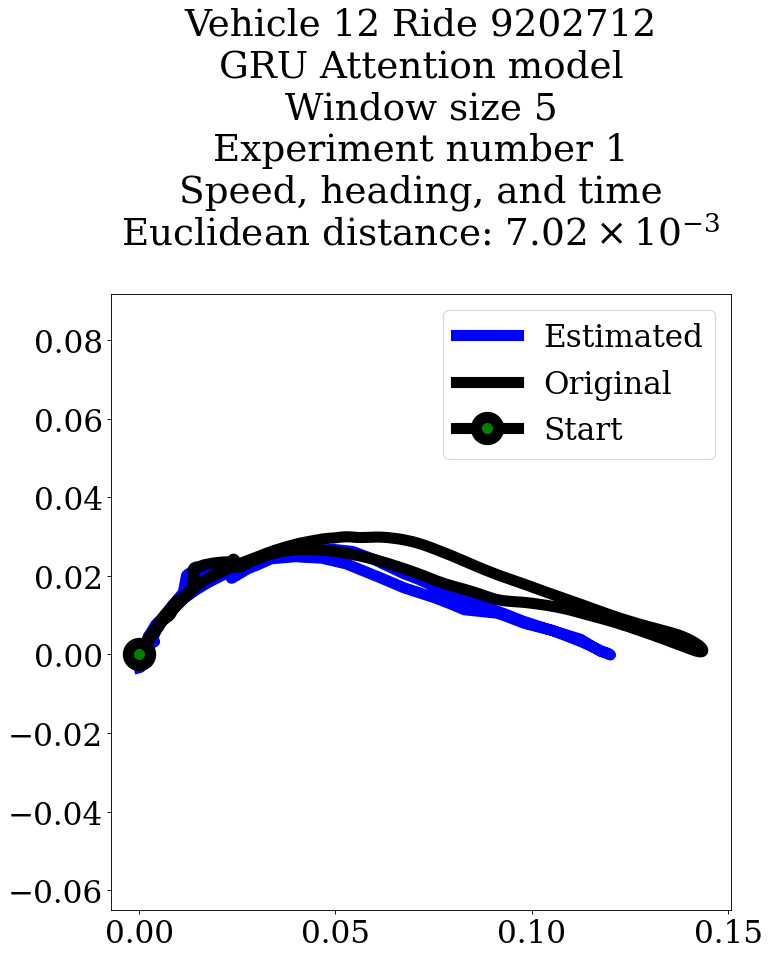 Vehicle 12 Ride 9202712
GRU Attention model
Window size 5
Experiment number 1
Speed, heading, and time
Euclidean distance: 7.02 × 10⁻³
Estimated
Original
Start
0.08
0.06
0.04
0.02
0.00
−0.02
−0.04
−0.06
0.00 0.05 0.10 0.15